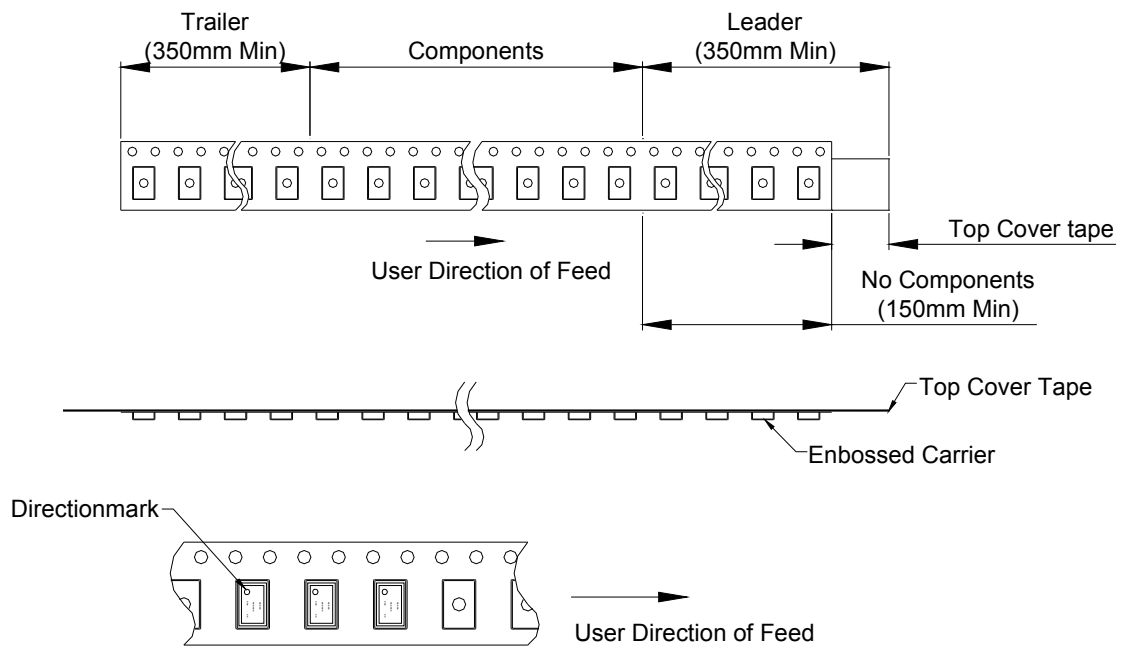 Trailer
(350mm Min)
Components
Leader
(350mm Min)
Top Cover tape
User Direction of Feed
No Components
(150mm Min)
Top Cover Tape
Enbossed Carrier
Directionmark
User Direction of Feed